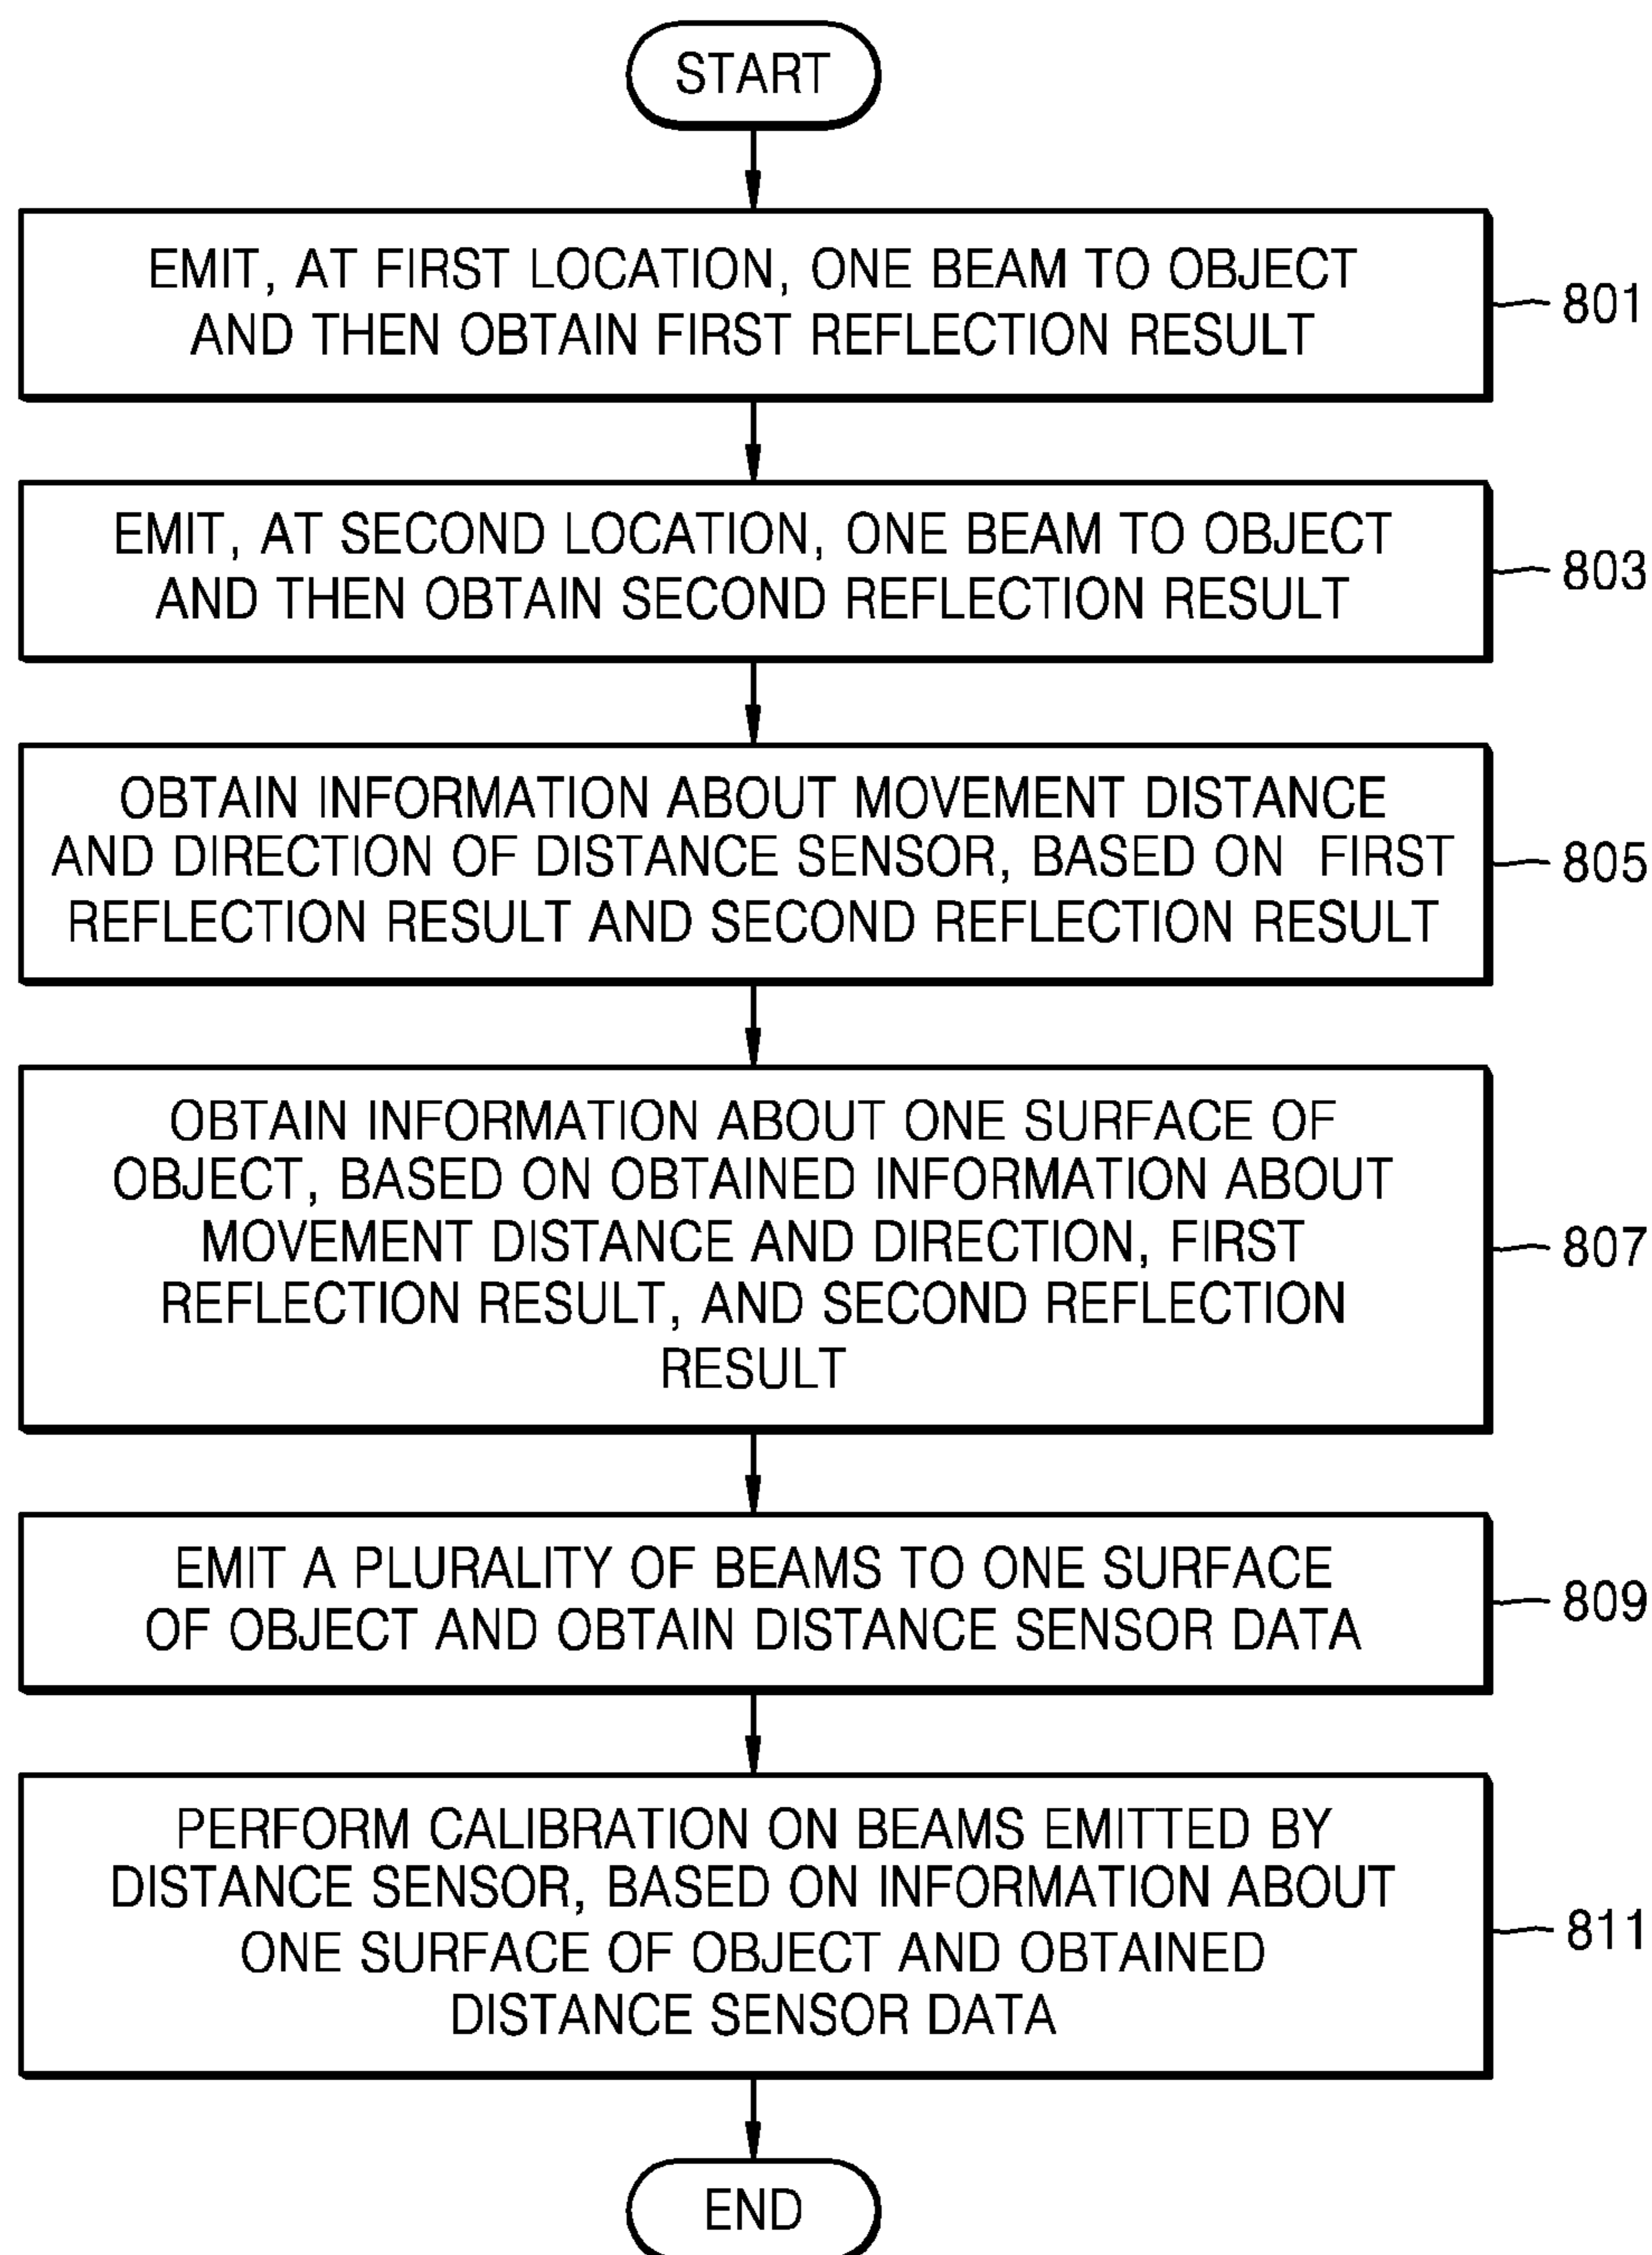 START
EMIT, AT FIRST LOCATION, ONE BEAM TO OBJECT
AND THEN OBTAIN FIRST REFLECTION RESULT
801
EMIT, AT SECOND LOCATION, ONE BEAM TO OBJECT
AND THEN OBTAIN SECOND REFLECTION RESULT
803
OBTAIN INFORMATION ABOUT MOVEMENT DISTANCE
AND DIRECTION OF DISTANCE SENSOR, BASED ON FIRST
REFLECTION RESULT AND SECOND REFLECTION RESULT
805
OBTAIN INFORMATION ABOUT ONE SURFACE OF
OBJECT, BASED ON OBTAINED INFORMATION ABOUT
MOVEMENT DISTANCE AND DIRECTION, FIRST
REFLECTION RESULT, AND SECOND REFLECTION
RESULT
807
EMIT A PLURALITY OF BEAMS TO ONE SURFACE
OF OBJECT AND OBTAIN DISTANCE SENSOR DATA
809
PERFORM CALIBRATION ON BEAMS EMITTED BY
DISTANCE SENSOR, BASED ON INFORMATION ABOUT
ONE SURFACE OF OBJECT AND OBTAINED
DISTANCE SENSOR DATA
811
END